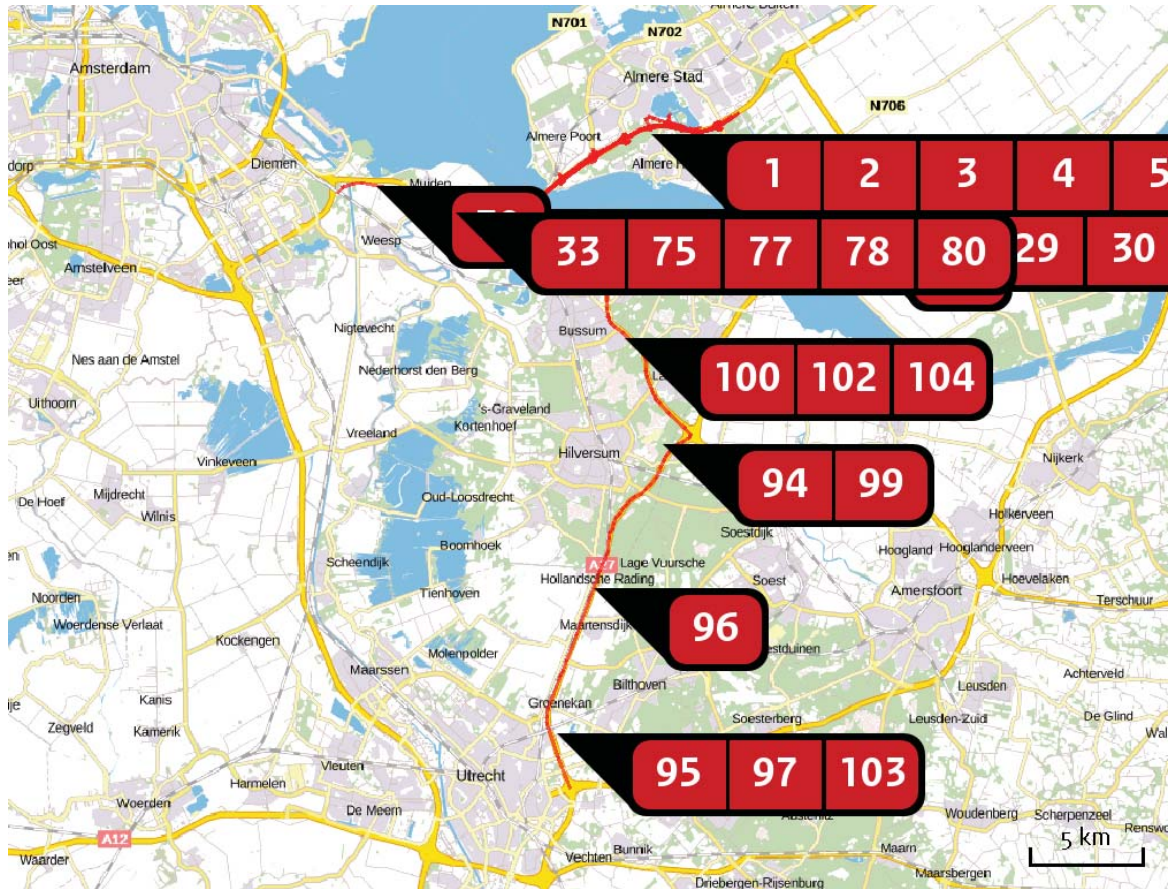 N701
N702
Amsterdam
Almere Stad
N706
Almere Poort
Diemen
Almere
Muiden
1 2 3 4 5
Weesp
33 75 77 78 80 29 30
Amstelveen
Nigtevecht
Bussum
Nes aan de Amstel
Nederhorst den Berg
100 102 104
Uithoorn
's-Graveland
Kortenhoef
Vreeland
Vinkeveen
Hilversum
Nijkerk
94 99
De Hoef
Mijdrecht
Wilnis
Oud-Loosdrecht
Holkerveen
Soestdijk
Boomhoek
Hoogland
Hooglanderveen
Scheendijk
A27
Lage Vuursche
Hollandsche Rading
Soest
Hoevelaken
Tienhoven
Amersfoort
Noorden
Terschuur
Woerdense Verlaat
Kockengen
Maartensdijk
96
Molenpolder
Maarssen
Bilthoven
Achterveld
Kanis
Leusden
Groenekan
Zegveld
Kamerik
Soesterberg
Leusden-Zuid
De Glind
Vleuten
Utrecht
95 97 103
Harmelen
Woerden
De Meern
Woudenberg
Scherpenzeel
A12
5 km
Waarder
Vechten
Bunnik
Maarn
Maarsbergen
Driebergen-Rijsenburg